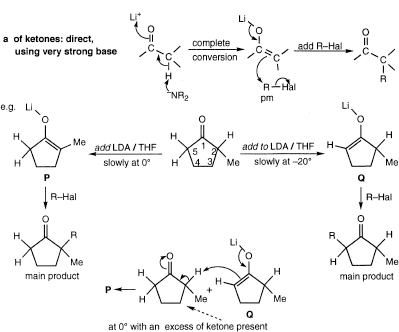 a of ketones: direct,
using very strong base
Li+
O
H
−NR2
complete
conversion
Li
O
R—Hal
pm
add R–Hal
O
R
e.g.
Li
O
H
H
Me
P
add LDA / THF
slowly at 0°
O
H
H
H
Me
1
2
3
4
5
add to LDA / THF
slowly at –20°
Li
O
H
H
Me
Q
R–Hal
R–Hal
O
H
H
R
Me
main product
O
R
H
H
Me
main product
P
O
H
H
H
Me
+
Li
O
H
H
Me
Q
at 0° with an excess of ketone present